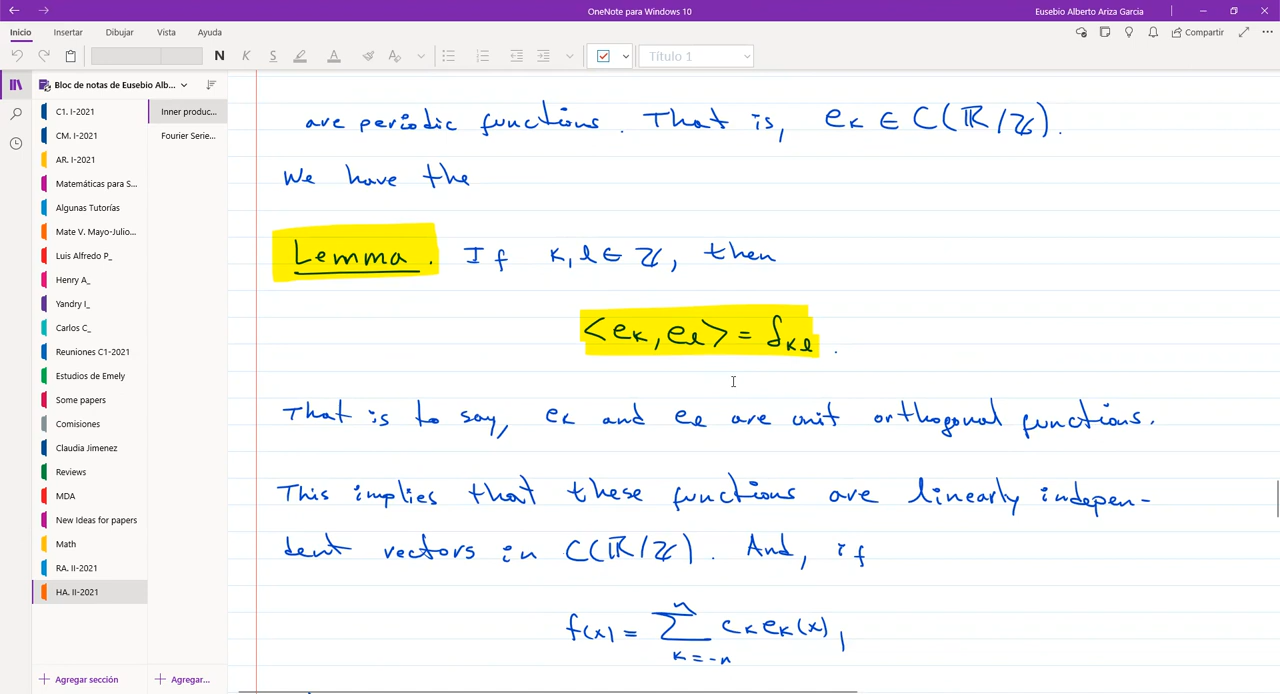 OneNote para Windows 10
Eusebio Alberto Ariza Garcia
Inicio Insertar Dibujar Vista Ayuda
Compartir
N K S A A Título 1
Bloc de notas de Eusebio Alb...
C1. I-2021
CM. I-2021
AR. I-2021
Matemáticas para S...
Algunas Tutorías
Mate V. Mayo-Julio...
Luis Alfredo P_
Henry A_
Yandry I_
Carlos C_
Reuniones C1-2021
Estudios de Emely
Some papers
Comisiones
Claudia Jimenez
Reviews
MDA
New Ideas for papers
Math
RA. II-2021
HA. II-2021
Agregar sección
Inner produc...
Fourier Serie...
Agregar...
are periodic functions. That is, eₖ ∈ C(ℝ/ℤ).
We have the
Lemma. If k, l ∈ ℤ, then
<eₖ, eₗ> = δₖₗ.
That is to say, eₖ and eₗ are unit orthogonal functions.
This implies that these functions are linearly indepen-
dent vectors in C(ℝ/ℤ). And, if
n
f(x) = ∑ cₖeₖ(x),
k=-n